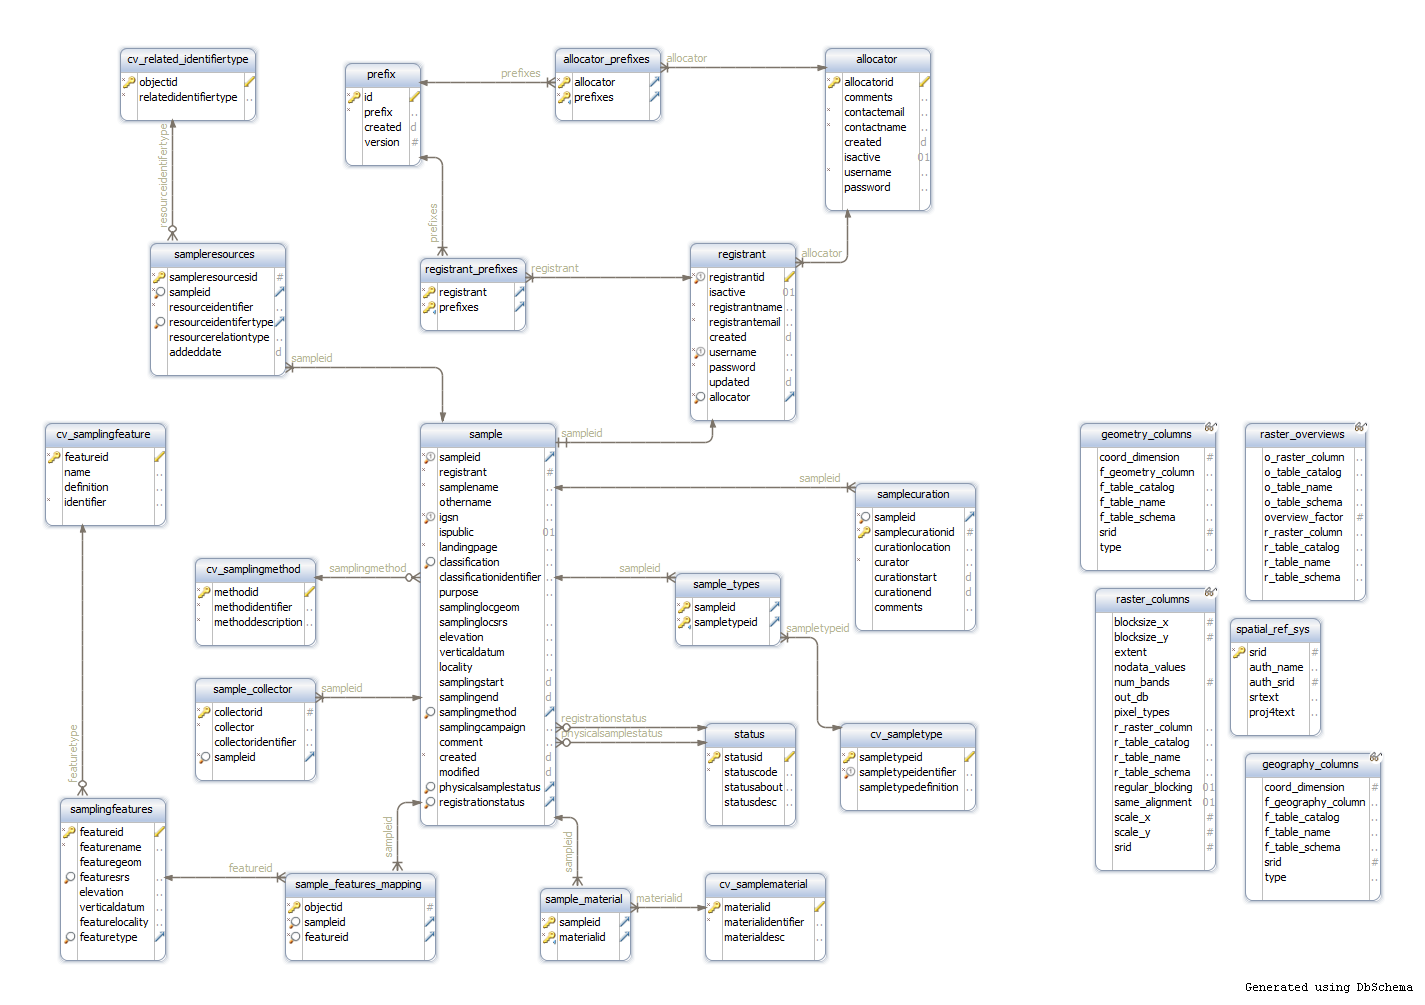 cv_related_identifiertype
objectid
relatedidentifiertype
prefix
id
prefix
created
version
prefixes
allocator_prefixes
allocator
prefixes
allocator
allocator
allocatorid
comments
contactemail
contactname
created
isactive
username
password
resourceidentifertype
prefixes
sampleresources
sampleresourcesid
sampleid
resourceidentifier
resourceidentifertype
resourcerelationtype
addeddate
registrant_prefixes
registrant
prefixes
registrant
registrant
registrantid
isactive
registrantname
registrantemail
created
username
password
updated
allocator
allocator
sampleid
cv_samplingfeature
featureid
name
definition
identifier
sample
sampleid
registrant
samplename
othername
igsn
ispublic
landingpage
classification
classificationidentifier
purpose
samplinglocgeom
samplinglocsrs
elevation
verticaldatum
locality
samplingstart
samplingend
samplingmethod
samplingcampaign
comment
created
modified
physicalsamplestatus
registrationstatus
sampleid
sampleid
samplecuration
sampleid
samplecurationid
curationlocation
curator
curationstart
curationend
comments
cv_samplingmethod
methodid
methodidentifier
methoddescription
samplingmethod
sampleid
sample_types
sampleid
sampletypeid
sampletypeid
sample_collector
collectorid
collector
collectoridentifier
sampleid
sampleid
registrationstatus
physicalsamplestatus
status
statusid
statuscode
statusabout
statusdesc
cv_sampletype
sampletypeid
sampletypeidentifier
sampletypedefinition
featuretype
samplingfeatures
featureid
featurename
featuregeom
featuresrs
elevation
verticaldatum
featurelocality
featuretype
featureid
sampleid
sample_features_mapping
objectid
sampleid
featureid
sampleid
sample_material
sampleid
materialid
materialid
cv_samplematerial
materialid
materialidentifier
materialdesc
geometry_columns
coord_dimension
f_geometry_column
f_table_catalog
f_table_name
f_table_schema
srid
type
raster_overviews
o_raster_column
o_table_catalog
o_table_name
o_table_schema
overview_factor
r_raster_column
r_table_catalog
r_table_name
r_table_schema
raster_columns
blocksize_x
blocksize_y
extent
nodata_values
num_bands
out_db
pixel_types
r_raster_column
r_table_catalog
r_table_name
r_table_schema
regular_blocking
same_alignment
scale_x
scale_y
srid
spatial_ref_sys
srid
auth_name
auth_srid
srtext
proj4text
geography_columns
coord_dimension
f_geography_column
f_table_catalog
f_table_name
f_table_schema
srid
type
Generated using DbSchema